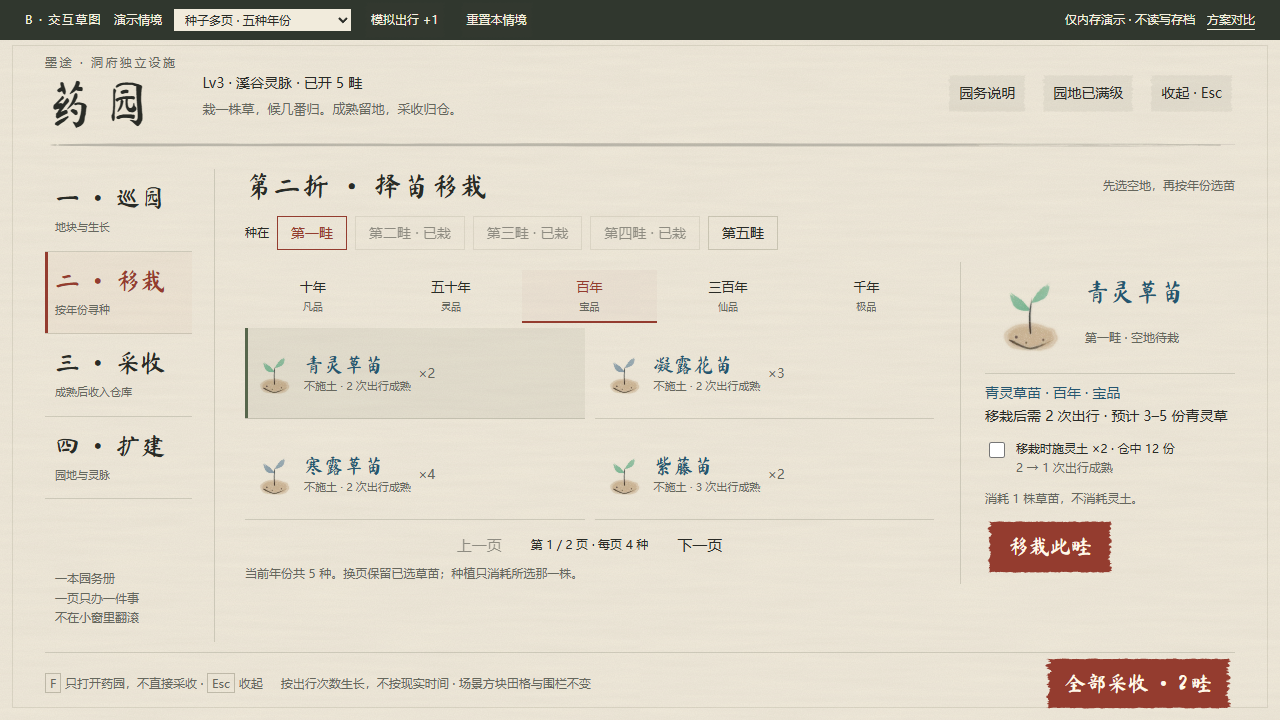 B · 交互草图 演示情境 种子多页 · 五种年份 模拟出行 +1 重置本情境 仅内存演示 · 不读写存档 方案对比
墨途 · 洞府独立设施
药园
Lv3 · 溪谷灵脉 · 已开 5 畦
栽一株草，候几番归。成熟留地，采收归仓。
园务说明 园地已满级 收起 · Esc
一 · 巡园
地块与生长
二 · 移栽
按年份寻种
三 · 采收
成熟后收入仓库
四 · 扩建
园地与灵脉
一本园务册
一页只办一件事
不在小窗里翻滚
第二折 · 择苗移栽
先选空地，再按年份选苗
种在 第一畦 第二畦 · 已栽 第三畦 · 已栽 第四畦 · 已栽 第五畦
十年 五十年 百年 三百年 千年
凡品 灵品 宝品 仙品 极品
青灵草苗 ×2
不施土 · 2 次出行成熟
凝露花苗 ×3
不施土 · 2 次出行成熟
寒露草苗 ×4
不施土 · 2 次出行成熟
紫藤苗 ×2
不施土 · 3 次出行成熟
上一页 第 1 / 2 页 · 每页 4 种 下一页
当前年份共 5 种。换页保留已选草苗；种植只消耗所选那一株。
青灵草苗
第一畦 · 空地待栽
青灵草苗 · 百年 · 宝品
移栽后需 2 次出行 · 预计 3–5 份青灵草
移栽时施灵土 ×2 · 仓中 12 份
2 → 1 次出行成熟
消耗 1 株草苗，不消耗灵土。
移栽此畦
F 只打开药园，不直接采收 · Esc 收起 按出行次数生长，不按现实时间 · 场景方块田格与围栏不变
全部采收 · 2畦